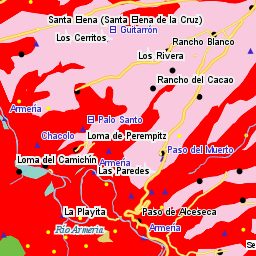 Santa Elena (Santa Elena de la Cruz)
El Guitarrón
Los Cerritos
Rancho Blanco
Los Rivera
Rancho del Cacao
Armería
El Palo Santo
Chacolo
Loma de Perempitz
Paso del Muerto
Loma del Camichín
Armería
Las Paredes
La Playita
Paso de Alceseca
Río Armería
Armería
Se